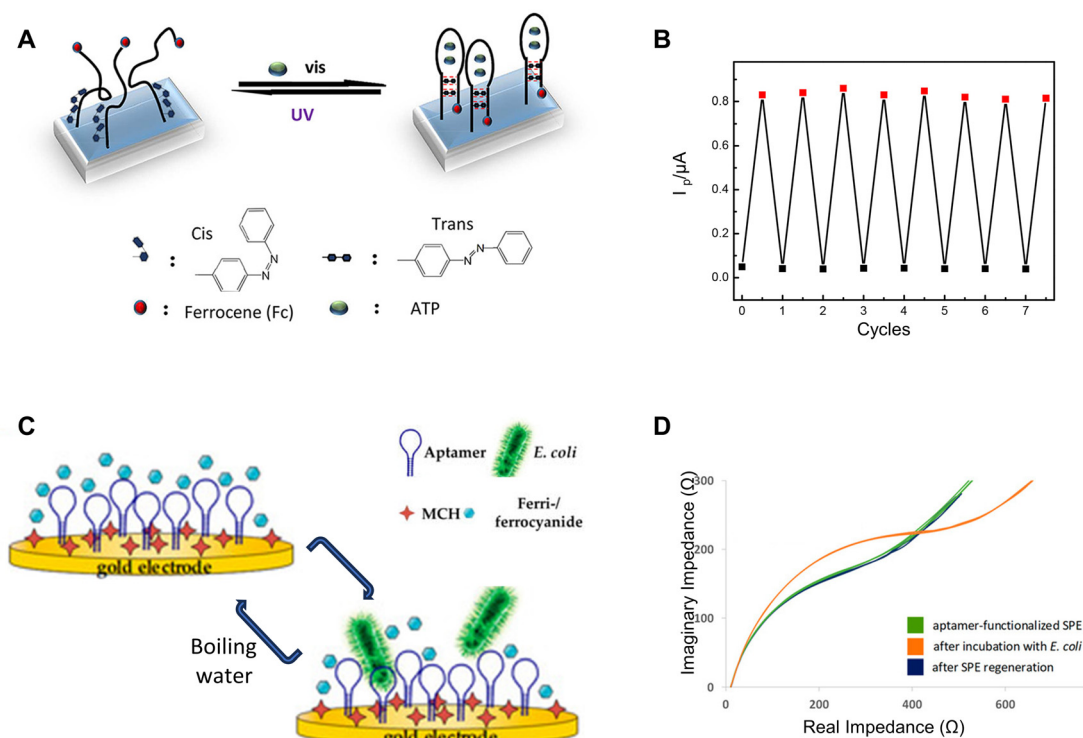 A
vis
UV
Cis
Trans
N
N
N
N
:
:
:
Ferrocene (Fc)
:
ATP
B
I p/μA
0.8
0.6
0.4
0.2
0.0
0 1 2 3 4 5 6 7
Cycles
C
Aptamer
E. coli
MCH
Ferri-/
ferrocyanide
gold electrode
Boiling
water
gold electrode
D
Imaginary Impedance (Ω)
300
200
100
0
200 400 600
Real Impedance (Ω)
aptamer-functionalized SPE
after incubation with E. coli
after SPE regeneration